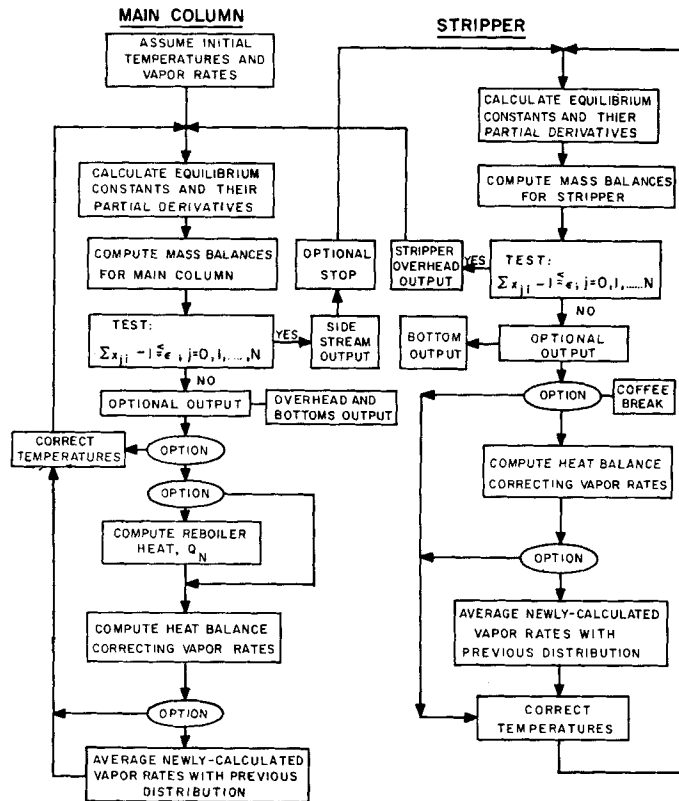 MAIN COLUMN
ASSUME INITIAL
TEMPERATURES AND
VAPOR RATES
CALCULATE EQUILIBRIUM
CONSTANTS AND THEIR
PARTIAL DERIVATIVES
COMPUTE MASS BALANCES
FOR MAIN COLUMN
TEST:
Σx_ji - 1 ≤ ϵ; j=0,1,....,N
YES
SIDE
STREAM
OUTPUT
OPTIONAL
STOP
NO
OPTIONAL OUTPUT
OVERHEAD AND
BOTTOMS OUTPUT
CORRECT
TEMPERATURES
OPTION
OPTION
COMPUTE REBOILER
HEAT, Q_N
COMPUTE HEAT BALANCE
CORRECTING VAPOR RATES
OPTION
AVERAGE NEWLY-CALCULATED
VAPOR RATES WITH PREVIOUS
DISTRIBUTION
STRIPPER
CALCULATE EQUILIBRIUM
CONSTANTS AND THIER
PARTIAL DERIVATIVES
COMPUTE MASS BALANCES
FOR STRIPPER
TEST:
Σx_ji - 1 ≤ ϵ; j=0,1,.....N
YES
STRIPPER
OVERHEAD
OUTPUT
NO
BOTTOM
OUTPUT
OPTIONAL
OUTPUT
OPTION
COFFEE
BREAK
COMPUTE HEAT BALANCE
CORRECTING VAPOR RATES
OPTION
AVERAGE NEWLY-CALCULATED
VAPOR RATES WITH
PREVIOUS DISTRIBUTION
CORRECT
TEMPERATURES